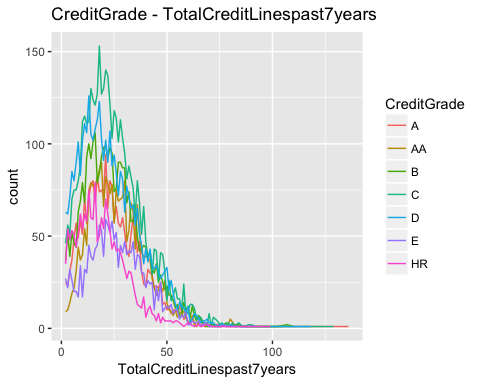 CreditGrade - TotalCreditLinespast7years
150
100
50
0
count
0 50 100
TotalCreditLinespast7years
CreditGrade
A
AA
B
C
D
E
HR